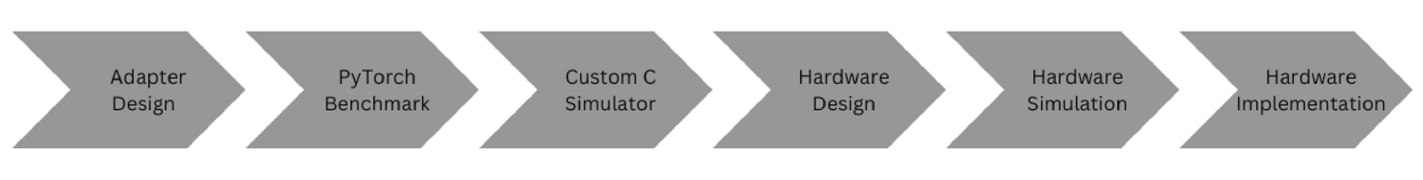 Adapter
Design
PyTorch
Benchmark
Custom C
Simulator
Hardware
Design
Hardware
Simulation
Hardware
Implementation